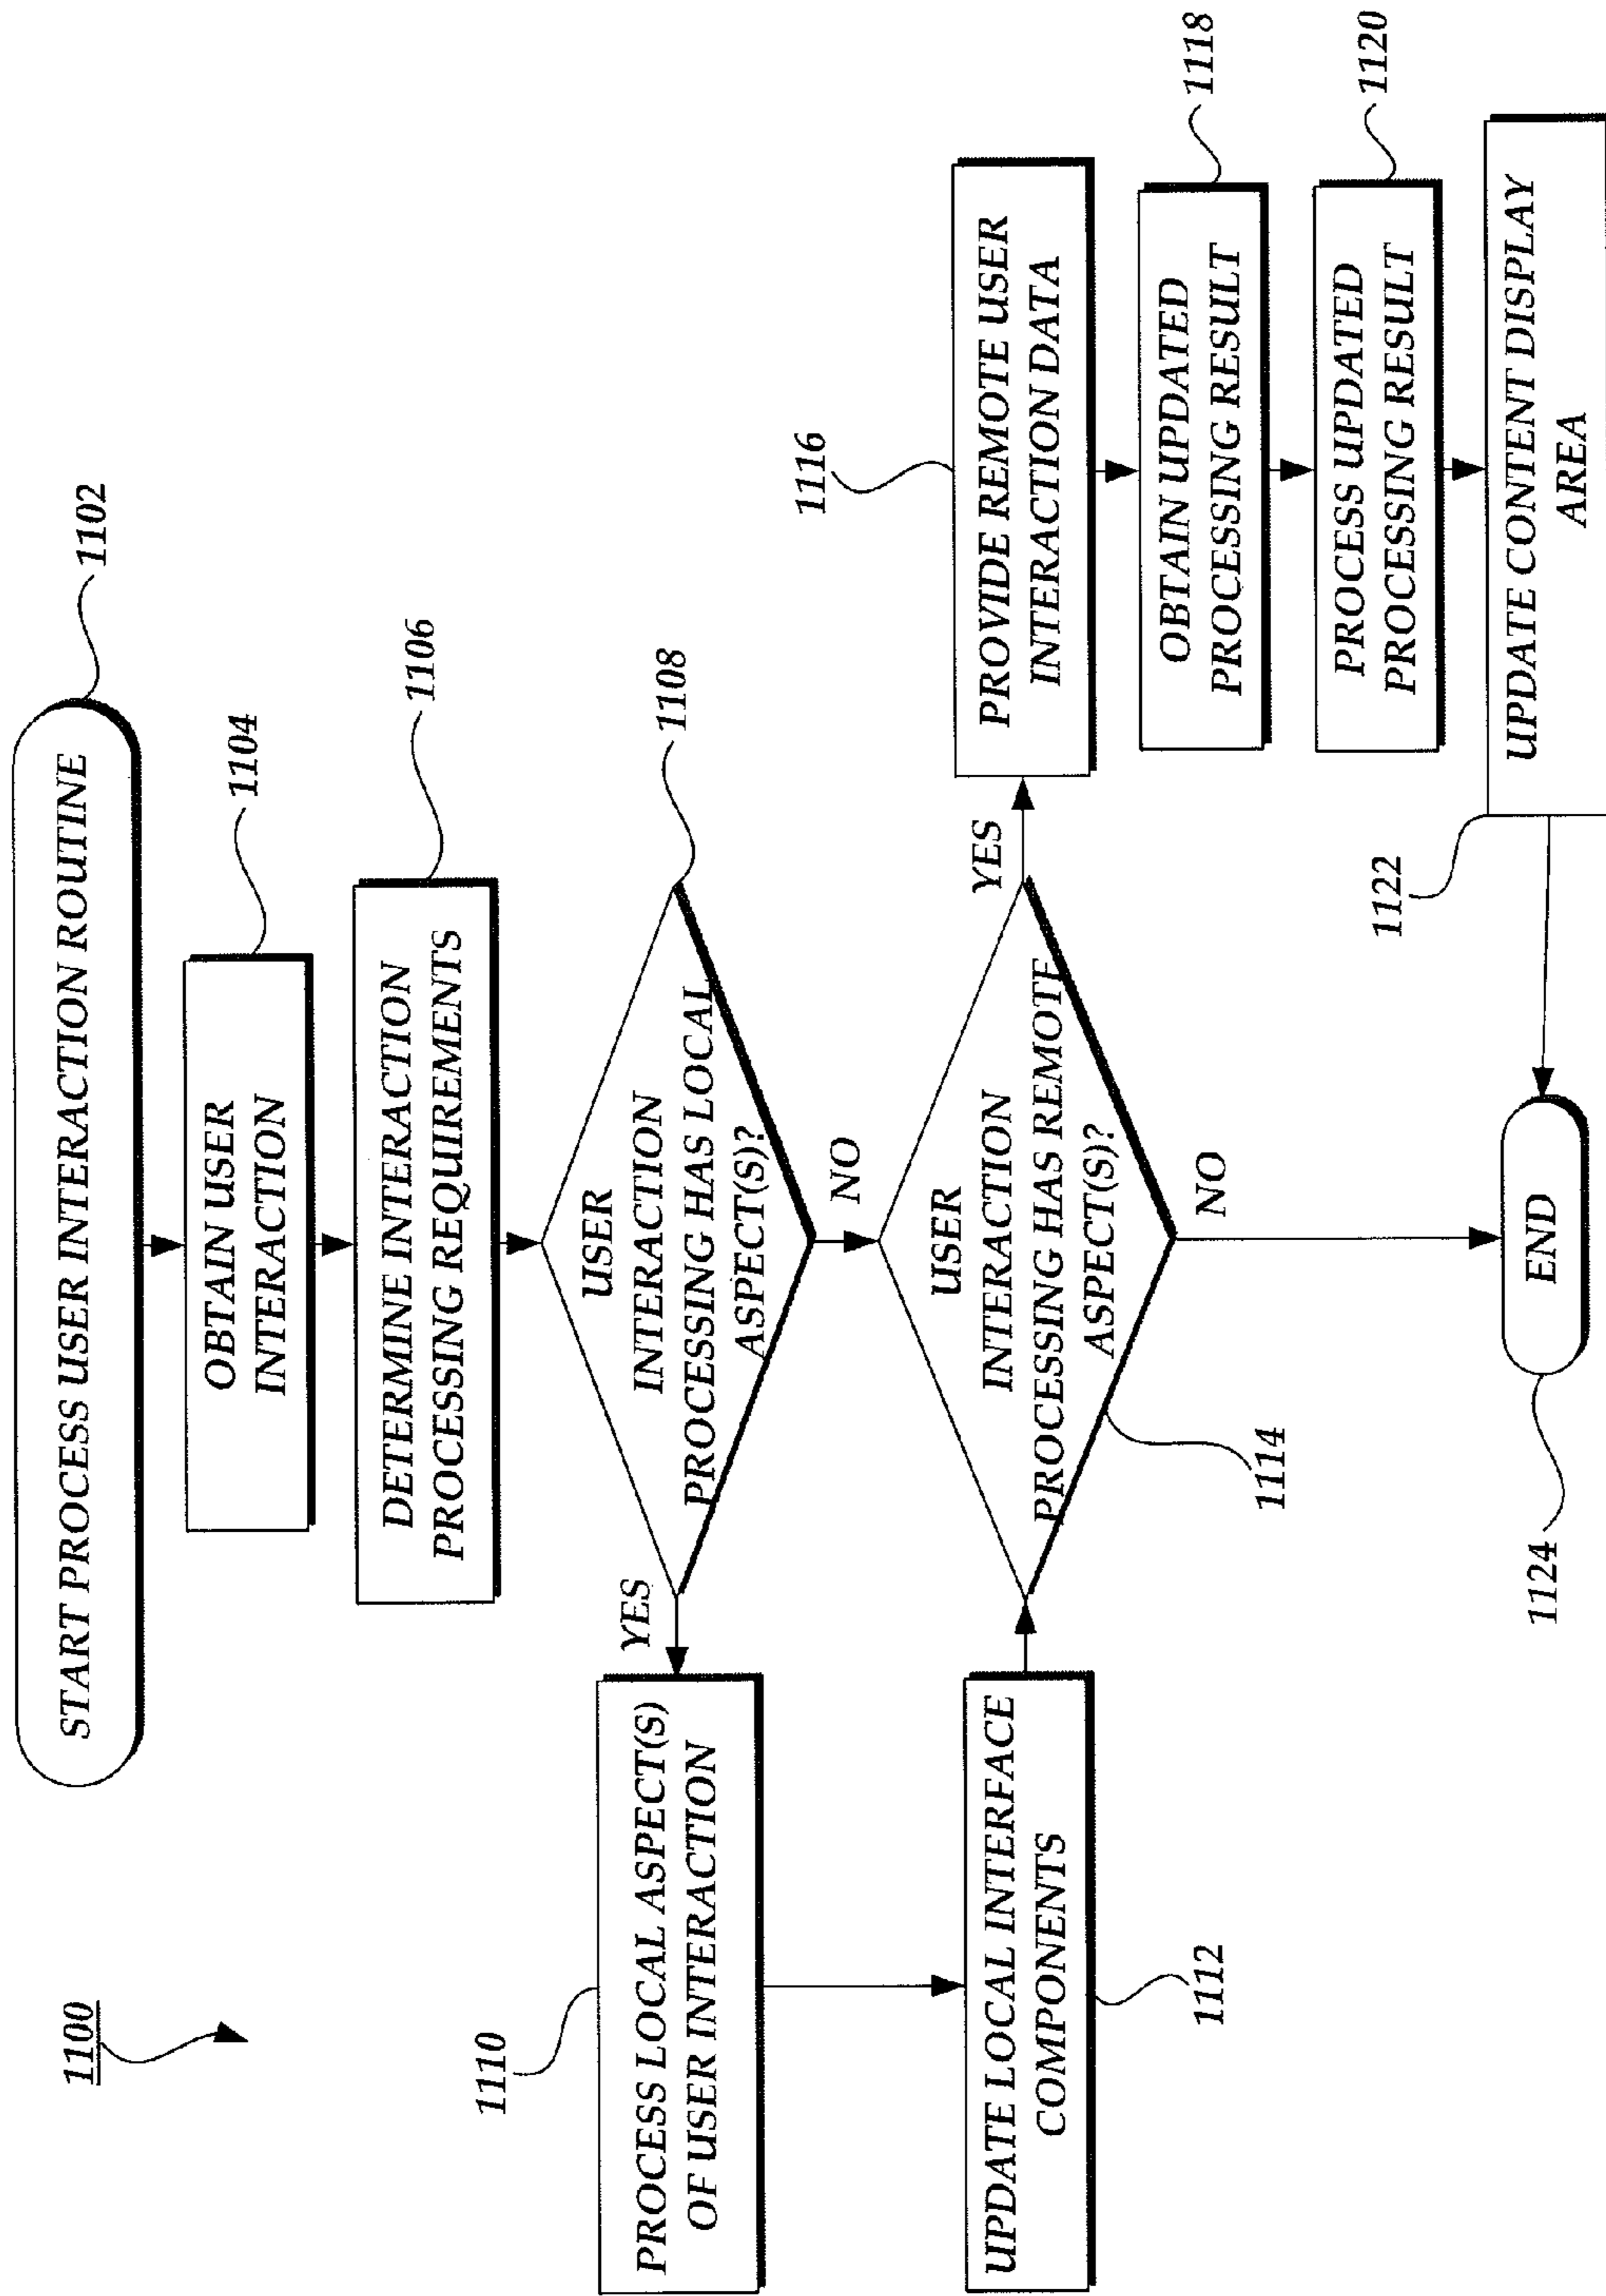 1100
START PROCESS USER INTERACTION ROUTINE
1102
OBTAIN USER
INTERACTION
1104
DETERMINE INTERACTION
PROCESSING REQUIREMENTS
1106
USER
INTERACTION
PROCESSING HAS LOCAL
ASPECT(S)?
1108
YES
NO
1110
PROCESS LOCAL ASPECT(S)
OF USER INTERACTION
UPDATE LOCAL INTERFACE
COMPONENTS
1112
USER
INTERACTION
PROCESSING HAS REMOTE
ASPECT(S)?
1114
YES
NO
1116
PROVIDE REMOTE USER
INTERACTION DATA
OBTAIN UPDATED
PROCESSING RESULT
1118
PROCESS UPDATED
PROCESSING RESULT
1120
1122
UPDATE CONTENT DISPLAY
AREA
END
1124